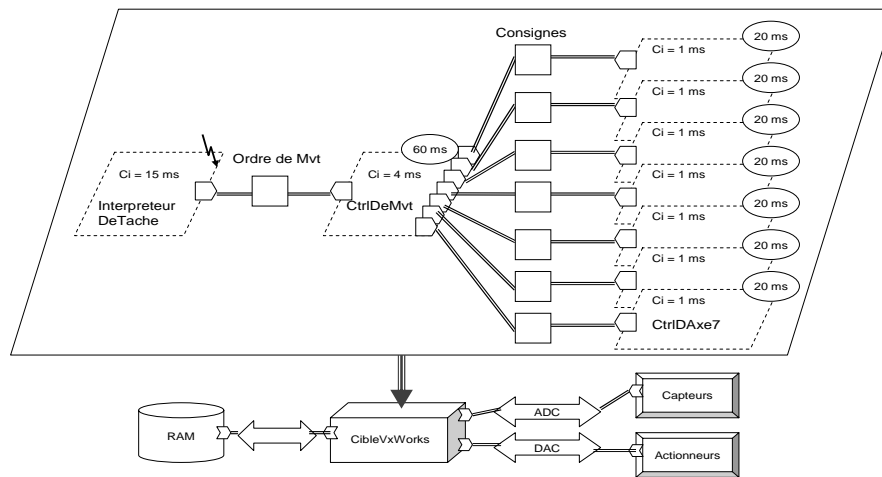 Consignes
20 ms
Ci = 1 ms
20 ms
Ci = 1 ms
20 ms
Ci = 1 ms
20 ms
Ci = 1 ms
20 ms
Ci = 1 ms
20 ms
Ci = 1 ms
20 ms
Ci = 1 ms
CtrlDAxe7
60 ms
Ci = 4 ms
CtrlDeMvt
Ordre de Mvt
Ci = 15 ms
Interpreteur
DeTache
RAM
CibleVxWorks
ADC
DAC
Capteurs
Actionneurs